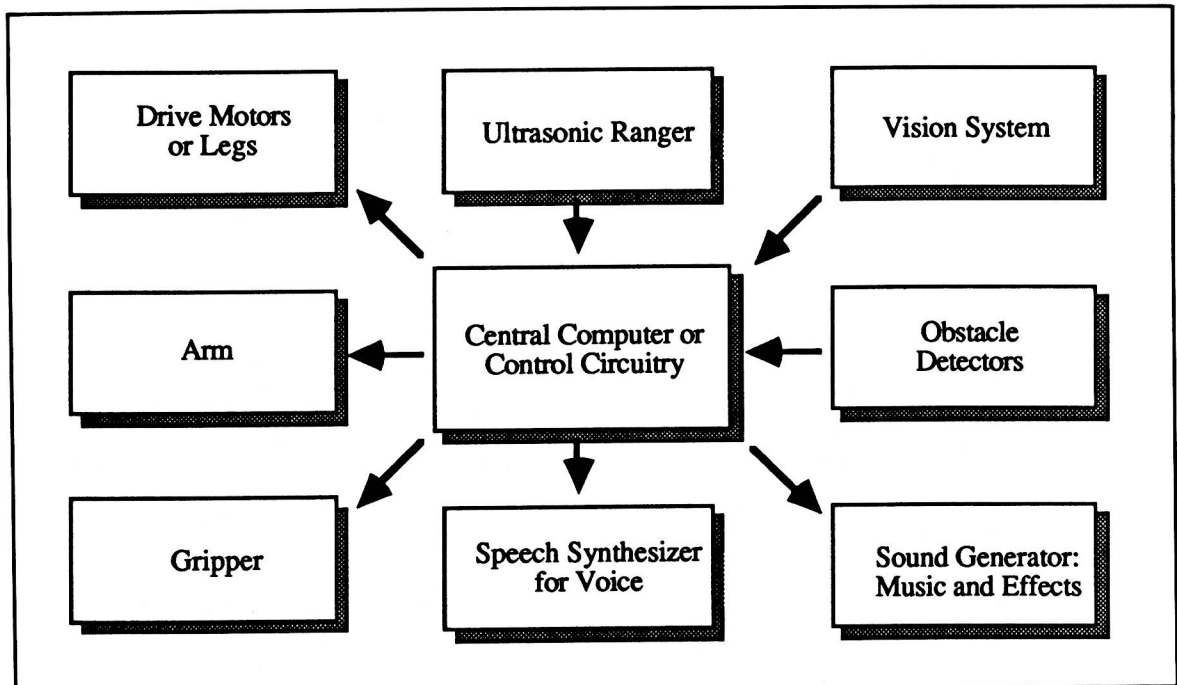 Drive Motors
or Legs
Ultrasonic Ranger
Vision System
Arm
Central Computer or
Control Circuitry
Obstacle
Detectors
Gripper
Speech Synthesizer
for Voice
Sound Generator:
Music and Effects